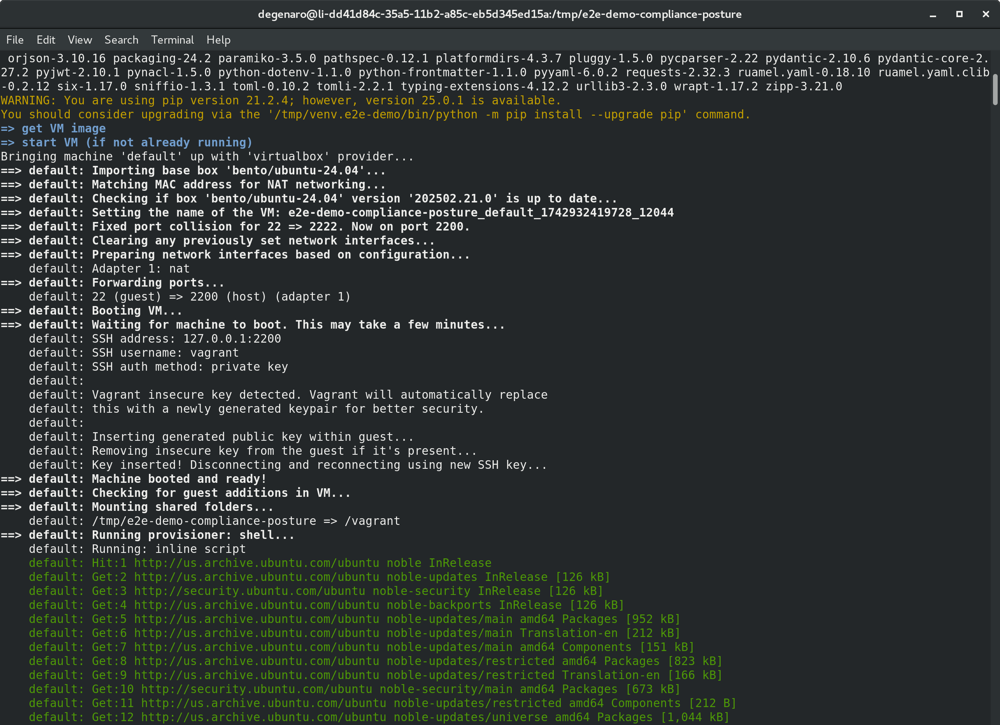 degenaro@li-dd41d84c-35a5-11b2-a85c-eb5d345ed15a:/tmp/e2e-demo-compliance-posture
File Edit View Search Terminal Help
orjson-3.10.16 packaging-24.2 paramiko-3.5.0 pathspec-0.12.1 platformdirs-4.3.7 pluggy-1.5.0 pycparser-2.22 pydantic-2.10.6 pydantic-core-2.
27.2 pyjwt-2.10.1 pynacl-1.5.0 python-dotenv-1.1.0 python-frontmatter-1.1.0 pyyaml-6.0.2 requests-2.32.3 ruamel.yaml-0.18.10 ruamel.yaml.clib
-0.2.12 six-1.17.0 sniffio-1.3.1 toml-0.10.2 tomli-2.2.1 typing-extensions-4.12.2 urllib3-2.3.0 wrapt-1.17.2 zipp-3.21.0
WARNING: You are using pip version 21.2.4; however, version 25.0.1 is available.
You should consider upgrading via the '/tmp/venv.e2e-demo/bin/python -m pip install --upgrade pip' command.
=> get VM image
=> start VM (if not already running)
Bringing machine 'default' up with 'virtualbox' provider...
==> default: Importing base box 'bento/ubuntu-24.04'...
==> default: Matching MAC address for NAT networking...
==> default: Checking if box 'bento/ubuntu-24.04' version '202502.21.0' is up to date...
==> default: Setting the name of the VM: e2e-demo-compliance-posture_default_1742932419728_12044
==> default: Fixed port collision for 22 => 2222. Now on port 2200.
==> default: Clearing any previously set network interfaces...
==> default: Preparing network interfaces based on configuration...
    default: Adapter 1: nat
==> default: Forwarding ports...
    default: 22 (guest) => 2200 (host) (adapter 1)
==> default: Booting VM...
==> default: Waiting for machine to boot. This may take a few minutes...
    default: SSH address: 127.0.0.1:2200
    default: SSH username: vagrant
    default: SSH auth method: private key
    default:
    default: Vagrant insecure key detected. Vagrant will automatically replace
    default: this with a newly generated keypair for better security.
    default:
    default: Inserting generated public key within guest...
    default: Removing insecure key from the guest if it's present...
    default: Key inserted! Disconnecting and reconnecting using new SSH key...
==> default: Machine booted and ready!
==> default: Checking for guest additions in VM...
==> default: Mounting shared folders...
    default: /tmp/e2e-demo-compliance-posture => /vagrant
==> default: Running provisioner: shell...
    default: Running: inline script
    default: Hit:1 http://us.archive.ubuntu.com/ubuntu noble InRelease
    default: Get:2 http://us.archive.ubuntu.com/ubuntu noble-updates InRelease [126 kB]
    default: Get:3 http://security.ubuntu.com/ubuntu noble-security InRelease [126 kB]
    default: Get:4 http://us.archive.ubuntu.com/ubuntu noble-backports InRelease [126 kB]
    default: Get:5 http://us.archive.ubuntu.com/ubuntu noble-updates/main amd64 Packages [952 kB]
    default: Get:6 http://us.archive.ubuntu.com/ubuntu noble-updates/main Translation-en [212 kB]
    default: Get:7 http://us.archive.ubuntu.com/ubuntu noble-updates/main amd64 Components [151 kB]
    default: Get:8 http://us.archive.ubuntu.com/ubuntu noble-updates/restricted amd64 Packages [823 kB]
    default: Get:9 http://us.archive.ubuntu.com/ubuntu noble-updates/restricted Translation-en [166 kB]
    default: Get:10 http://security.ubuntu.com/ubuntu noble-security/main amd64 Packages [673 kB]
    default: Get:11 http://us.archive.ubuntu.com/ubuntu noble-updates/restricted amd64 Components [212 B]
    default: Get:12 http://us.archive.ubuntu.com/ubuntu noble-updates/universe amd64 Packages [1,044 kB]